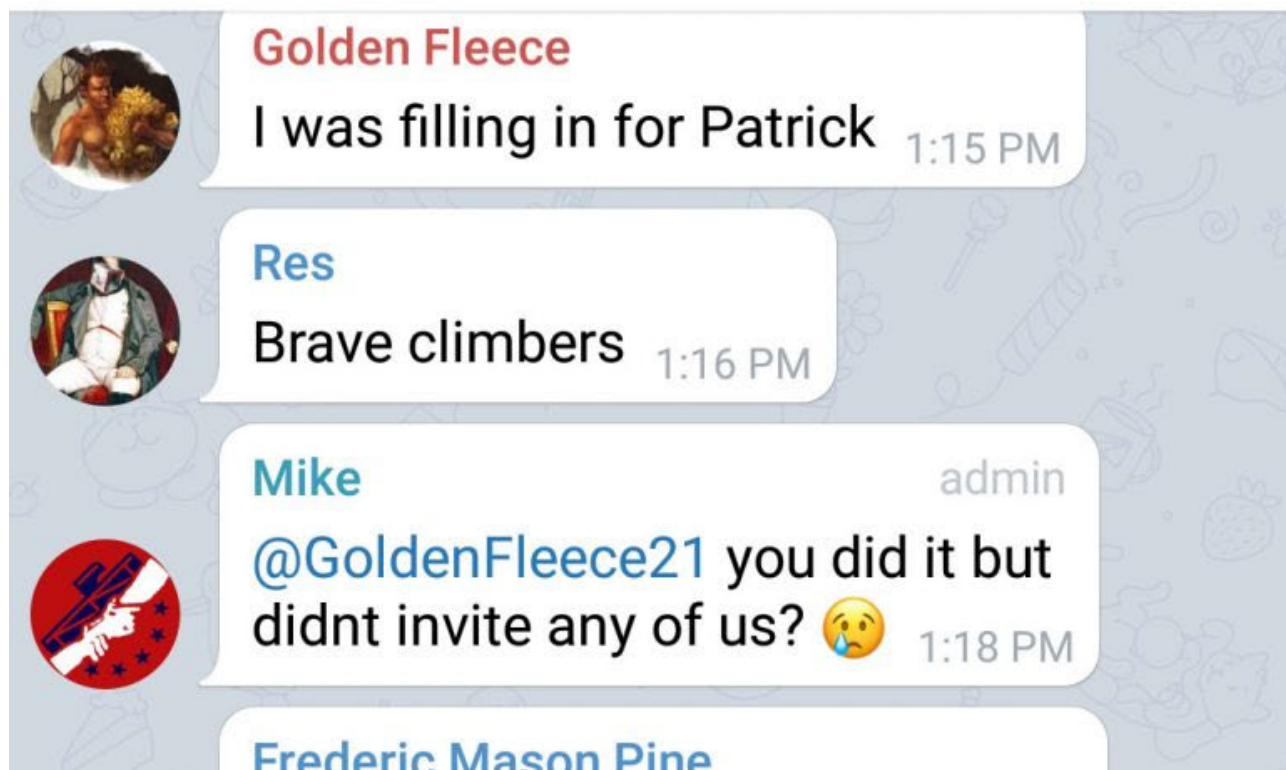 Golden Fleece
I was filling in for Patrick 1:15 PM
Res
Brave climbers 1:16 PM
Mike admin
@GoldenFleece21 you did it but
didnt invite any of us? 😢 1:18 PM
Frederic Mason Pine